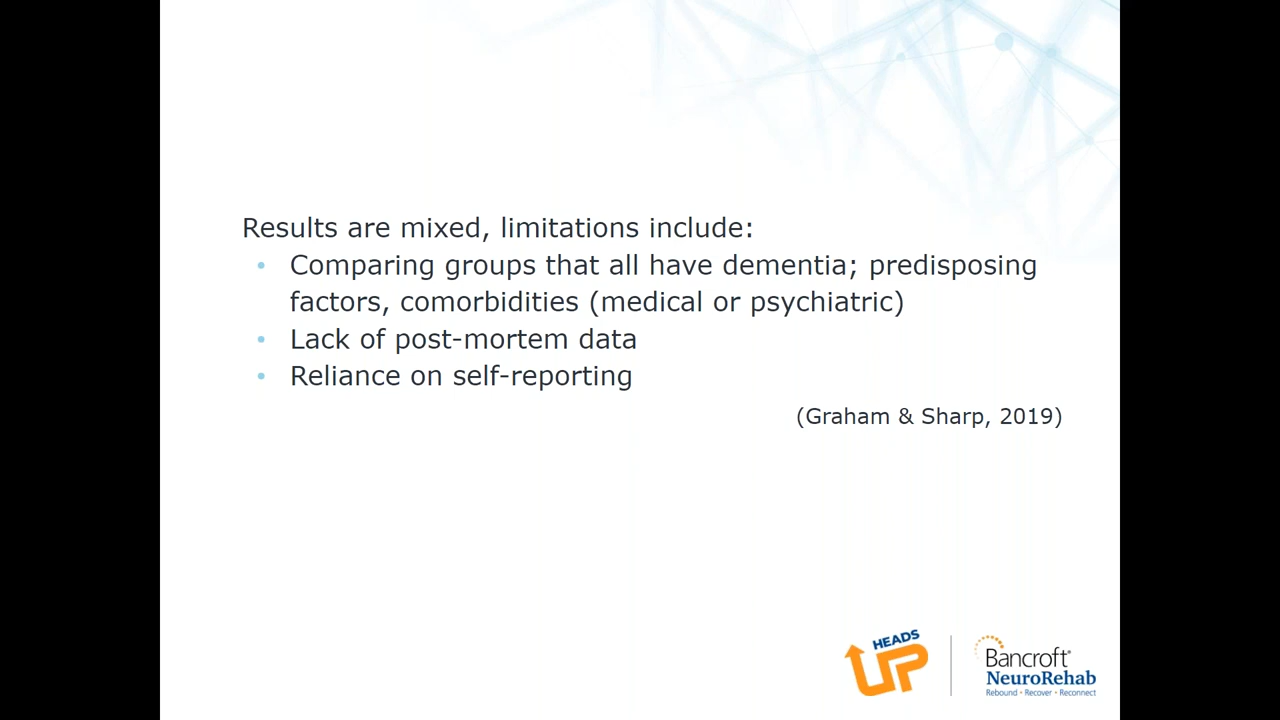 Results are mixed, limitations include:
• Comparing groups that all have dementia; predisposing
factors, comorbidities (medical or psychiatric)
• Lack of post-mortem data
• Reliance on self-reporting
(Graham & Sharp, 2019)
HEADS
UP
Bancroft®
NeuroRehab
Rebound • Recover • Reconnect